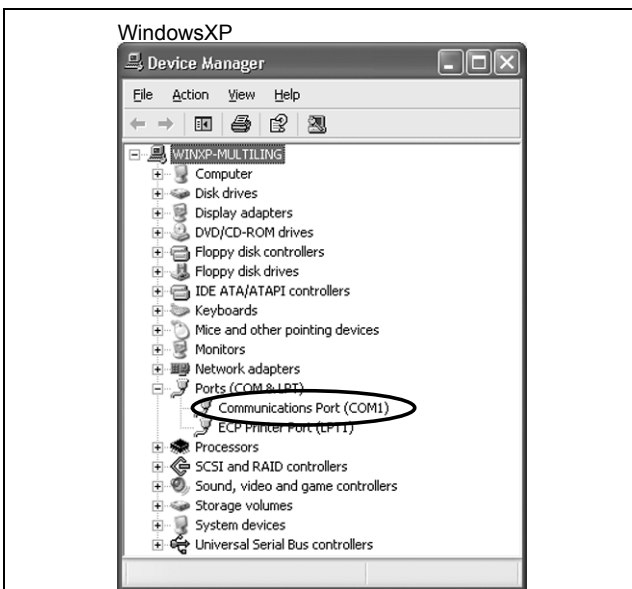 WindowsXP
Device Manager
File Action View Help
WINXP-MULTILING
Computer
Disk drives
Display adapters
DVD/CD-ROM drives
Floppy disk controllers
Floppy disk drives
IDE ATA/ATAPI controllers
Keyboards
Mice and other pointing devices
Monitors
Network adapters
Ports (COM & LPT)
Communications Port (COM1)
ECP Printer Port (LPT1)
Processors
SCSI and RAID controllers
Sound, video and game controllers
Storage volumes
System devices
Universal Serial Bus controllers